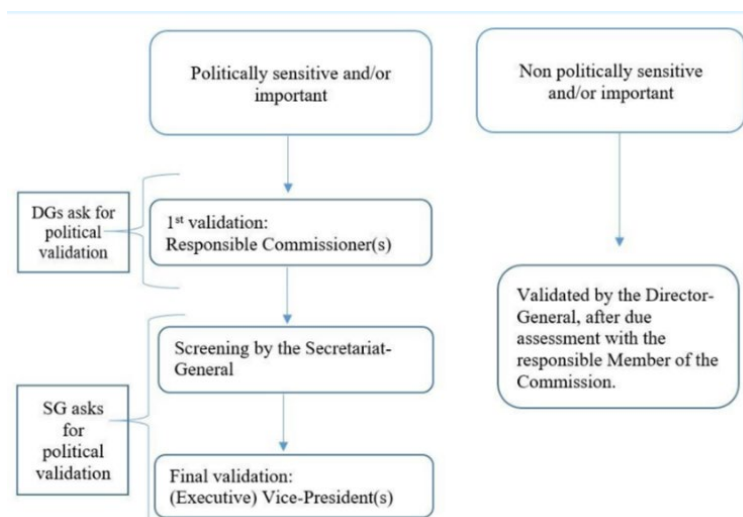 Politically sensitive and/or
important
Non politically sensitive
and/or important
DGs ask for
political
validation
1st validation:
Responsible Commissioner(s)
Validated by the Director-
General, after due
assessment with the
responsible Member of the
Commission.
Screening by the Secretariat-
General
SG asks
for
political
validation
Final validation:
(Executive) Vice-President(s)